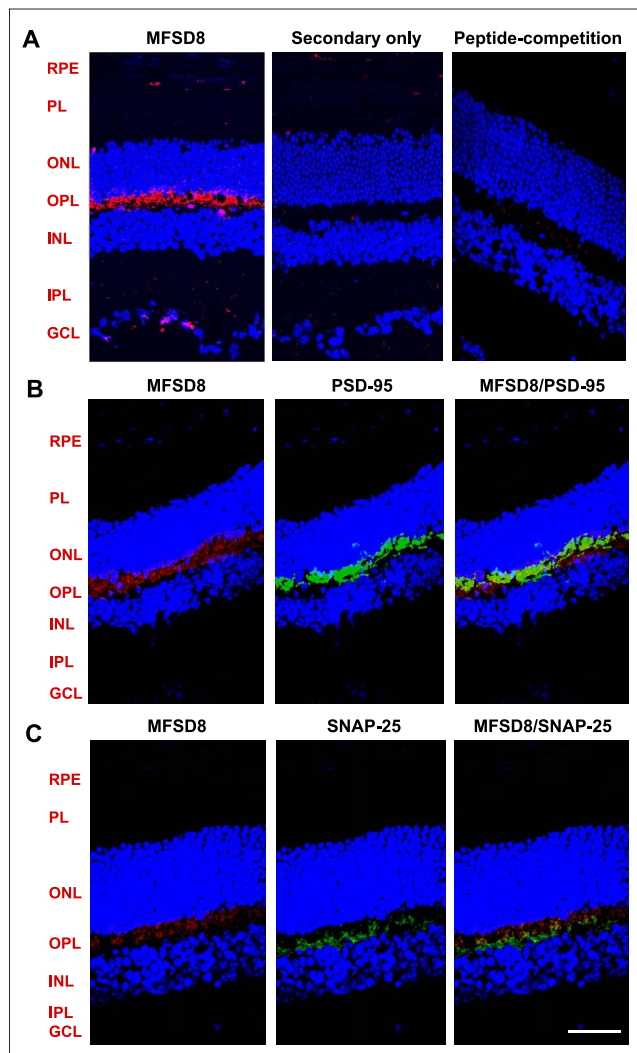 A
MFSD8 Secondary only Peptide-competition
RPE
PL
ONL
OPL
INL
IPL
GCL
B
MFSD8 PSD-95 MFSD8/PSD-95
RPE
PL
ONL
OPL
INL
IPL
GCL
C
MFSD8 SNAP-25 MFSD8/SNAP-25
RPE
PL
ONL
OPL
INL
IPL
GCL